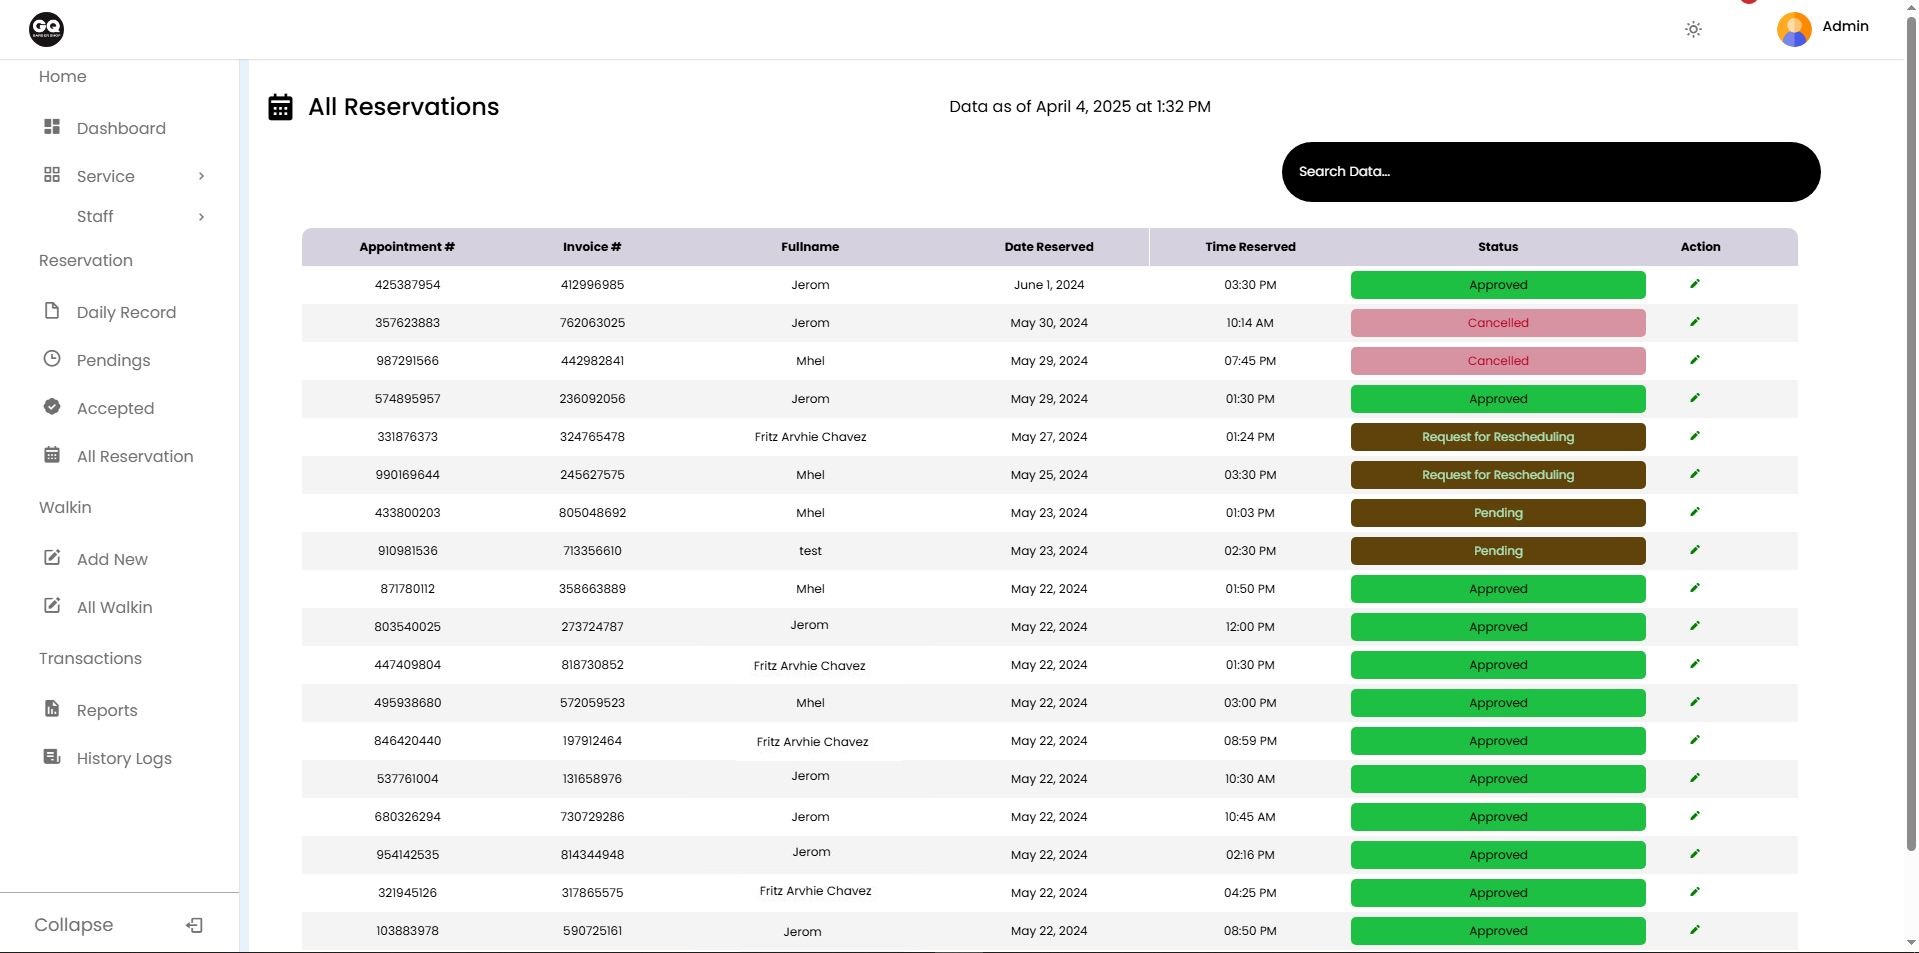 GQ
BARBERSHOP
Admin
Home
Dashboard
Service
Staff
Reservation
Daily Record
Pendings
Accepted
All Reservation
Walkin
Add New
All Walkin
Transactions
Reports
History Logs
Collapse
All Reservations
Data as of April 4, 2025 at 1:32 PM
Search Data...
Appointment # Invoice # Fullname Date Reserved Time Reserved Status Action
425387954 412996985 Jerom June 1, 2024 03:30 PM Approved
357623883 762063025 Jerom May 30, 2024 10:14 AM Cancelled
987291566 442982841 Mhel May 29, 2024 07:45 PM Cancelled
574895957 236092056 Jerom May 29, 2024 01:30 PM Approved
331876373 324765478 Fritz Arvhie Chavez May 27, 2024 01:24 PM Request for Rescheduling
990169644 245627575 Mhel May 25, 2024 03:30 PM Request for Rescheduling
433800203 805048692 Mhel May 23, 2024 01:03 PM Pending
910981536 713356610 test May 23, 2024 02:30 PM Pending
871780112 358663889 Mhel May 22, 2024 01:50 PM Approved
803540025 273724787 Jerom May 22, 2024 12:00 PM Approved
447409804 818730852 Fritz Arvhie Chavez May 22, 2024 01:30 PM Approved
495938680 572059523 Mhel May 22, 2024 03:00 PM Approved
846420440 197912464 Fritz Arvhie Chavez May 22, 2024 08:59 PM Approved
537761004 131658976 Jerom May 22, 2024 10:30 AM Approved
680326294 730729286 Jerom May 22, 2024 10:45 AM Approved
954142535 814344948 Jerom May 22, 2024 02:16 PM Approved
321945126 317865575 Fritz Arvhie Chavez May 22, 2024 04:25 PM Approved
103883978 590725161 Jerom May 22, 2024 08:50 PM Approved